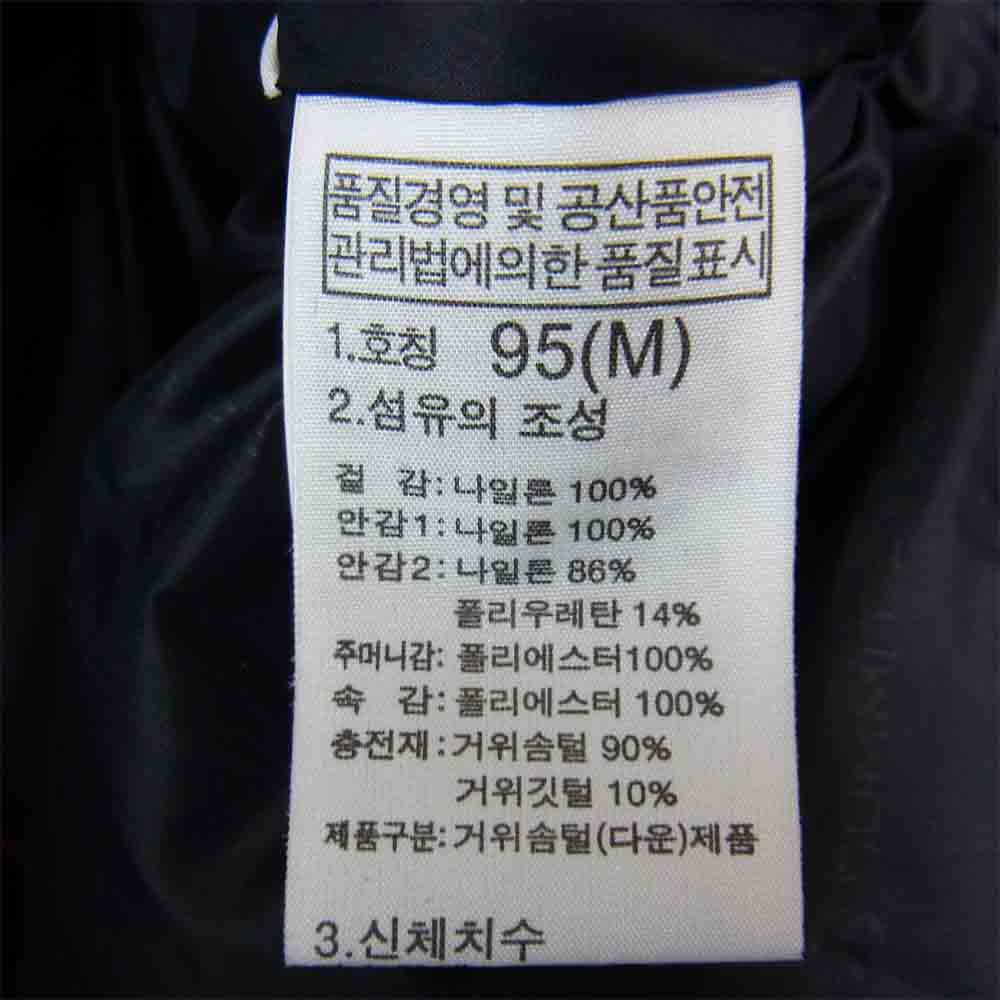 품질경영 및 공산품안전
관리법에의한 품질표시
1.호칭 95(M)
2.섬유의 조성
겉 감:나일론 100%
안감1:나일론 100%
안감2:나일론 86%
폴리우레탄 14%
주머니감: 폴리에스터100%
속 감:폴리에스터 100%
충전재:거위솜털 90%
거위깃털 10%
제품구분:거위솜털(다운)제품
3.신체치수